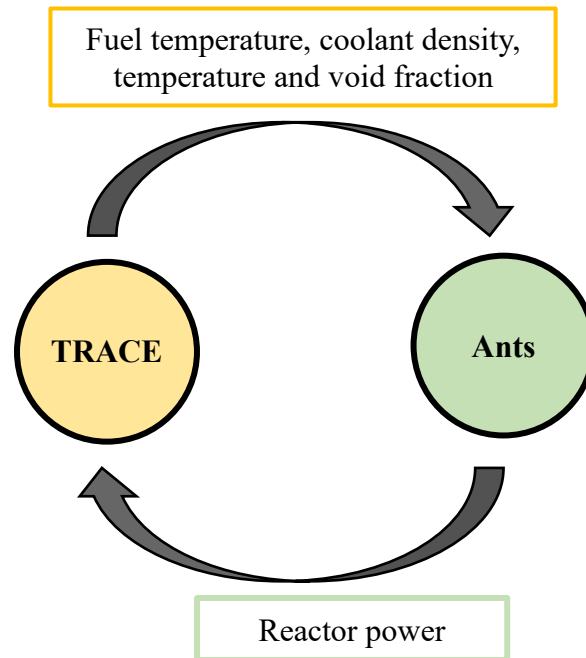 Fuel temperature, coolant density,
temperature and void fraction
TRACE
Ants
Reactor power